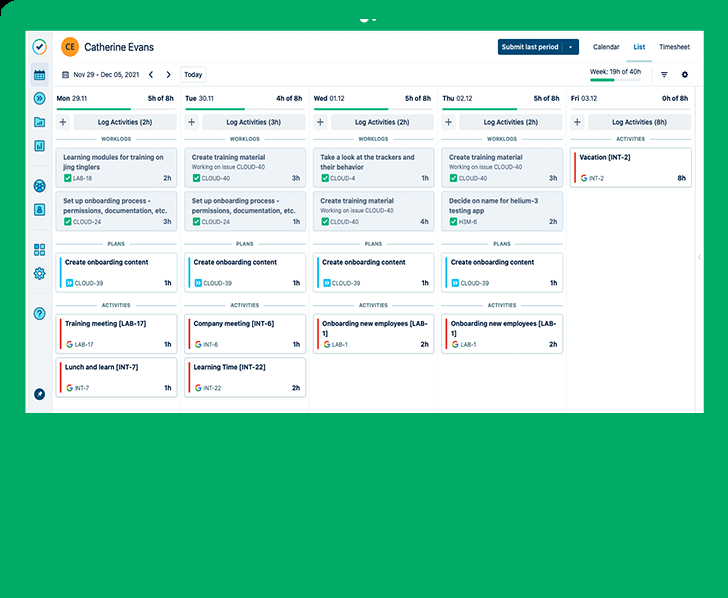 CE Catherine Evans
Submit last period
Calendar List Timesheet
Nov 29 - Dec 05, 2021
Today
Week: 19h of 40h
Mon 29.11 5h of 8h
Log Activities (2h)
WORKLOGS
Learning modules for training on
jing tinglers
LAB-18 2h
Set up onboarding process -
permissions, documentation, etc.
CLOUD-24 3h
PLANS
Create onboarding content
CLOUD-39 1h
ACTIVITIES
Training meeting [LAB-17]
LAB-17 1h
Lunch and learn [INT-7]
INT-7 1h
Tue 30.11 4h of 8h
Log Activities (3h)
WORKLOGS
Create training material
Working on issue CLOUD-40
CLOUD-40 3h
Set up onboarding process -
permissions, documentation, etc.
CLOUD-24 1h
PLANS
Create onboarding content
CLOUD-39 1h
ACTIVITIES
Company meeting [INT-6]
INT-6 1h
Learning Time [INT-22]
INT-22 2h
Wed 01.12 5h of 8h
Log Activities (2h)
WORKLOGS
Take a look at the trackers and
their behavior
CLOUD-4 1h
Create training material
Working on issue CLOUD-40
CLOUD-40 4h
PLANS
Create onboarding content
CLOUD-39 1h
ACTIVITIES
Onboarding new employees [LAB-
1]
LAB-1 2h
Thu 02.12 5h of 8h
Log Activities (2h)
WORKLOGS
Create training material
Working on issue CLOUD-40
CLOUD-40 3h
Decide on name for helium-3
testing app
H3M-6 2h
PLANS
Create onboarding content
CLOUD-39 1h
ACTIVITIES
Onboarding new employees [LAB-
1]
LAB-1 2h
Fri 03.12 0h of 8h
Log Activities (8h)
ACTIVITIES
Vacation [INT-2]
INT-2 8h